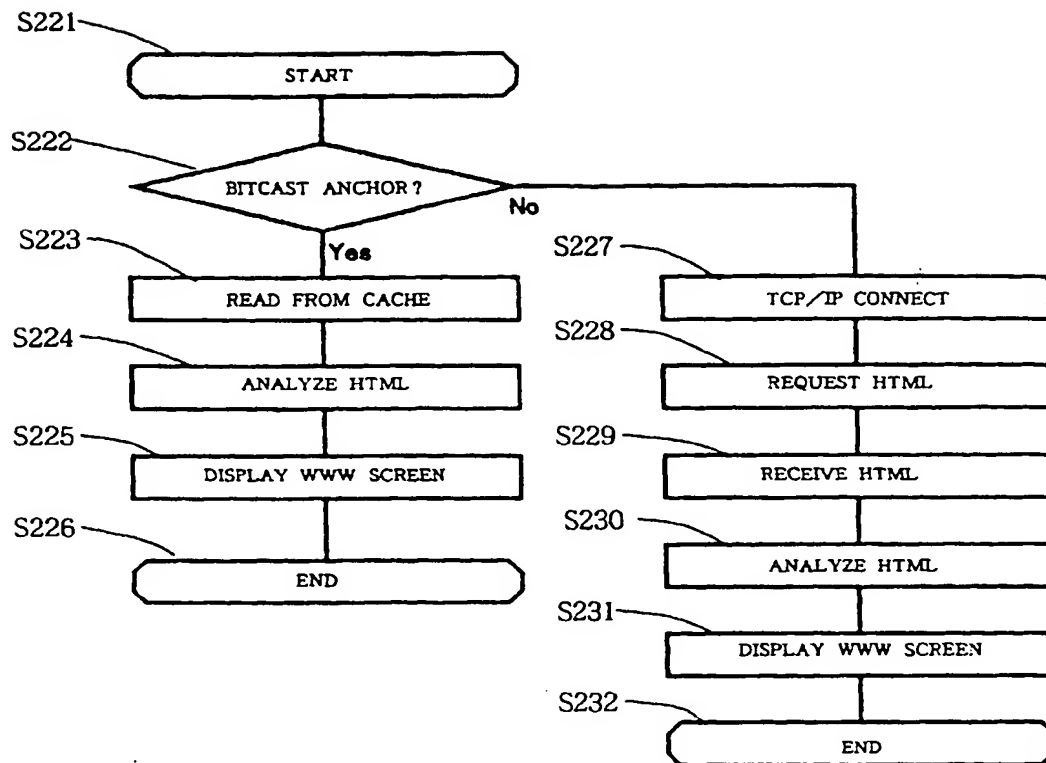 S221
START
S222
BITCAST ANCHOR?
No
Yes
S223
READ FROM CACHE
S224
ANALYZE HTML
S225
DISPLAY WWW SCREEN
S226
END
S227
TCP/IP CONNECT
S228
REQUEST HTML
S229
RECEIVE HTML
S230
ANALYZE HTML
S231
DISPLAY WWW SCREEN
S232
END